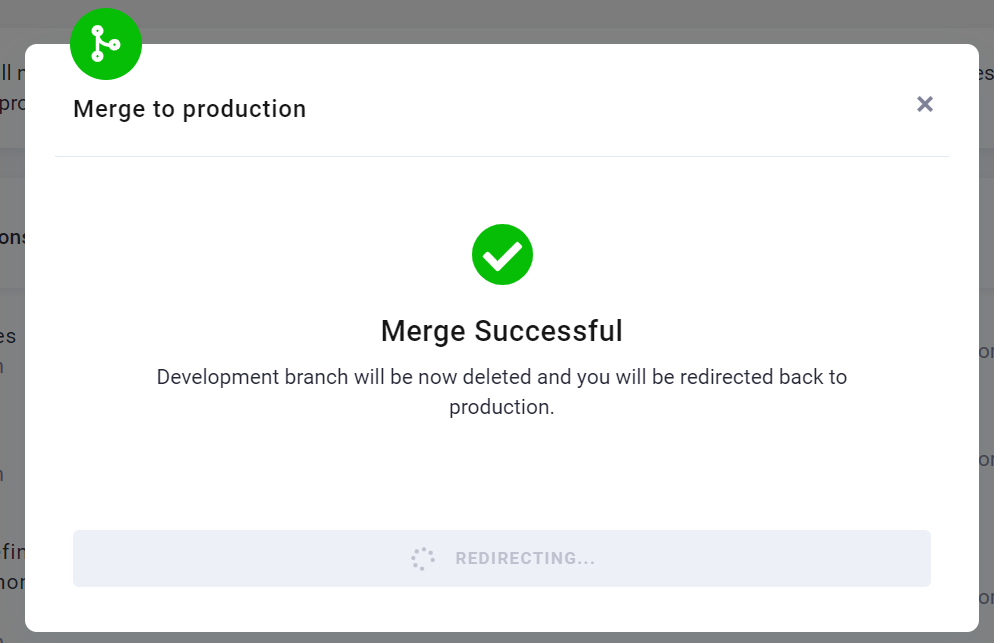 Merge to production
Merge Successful
Development branch will be now deleted and you will be redirected back to
production.
REDIRECTING...